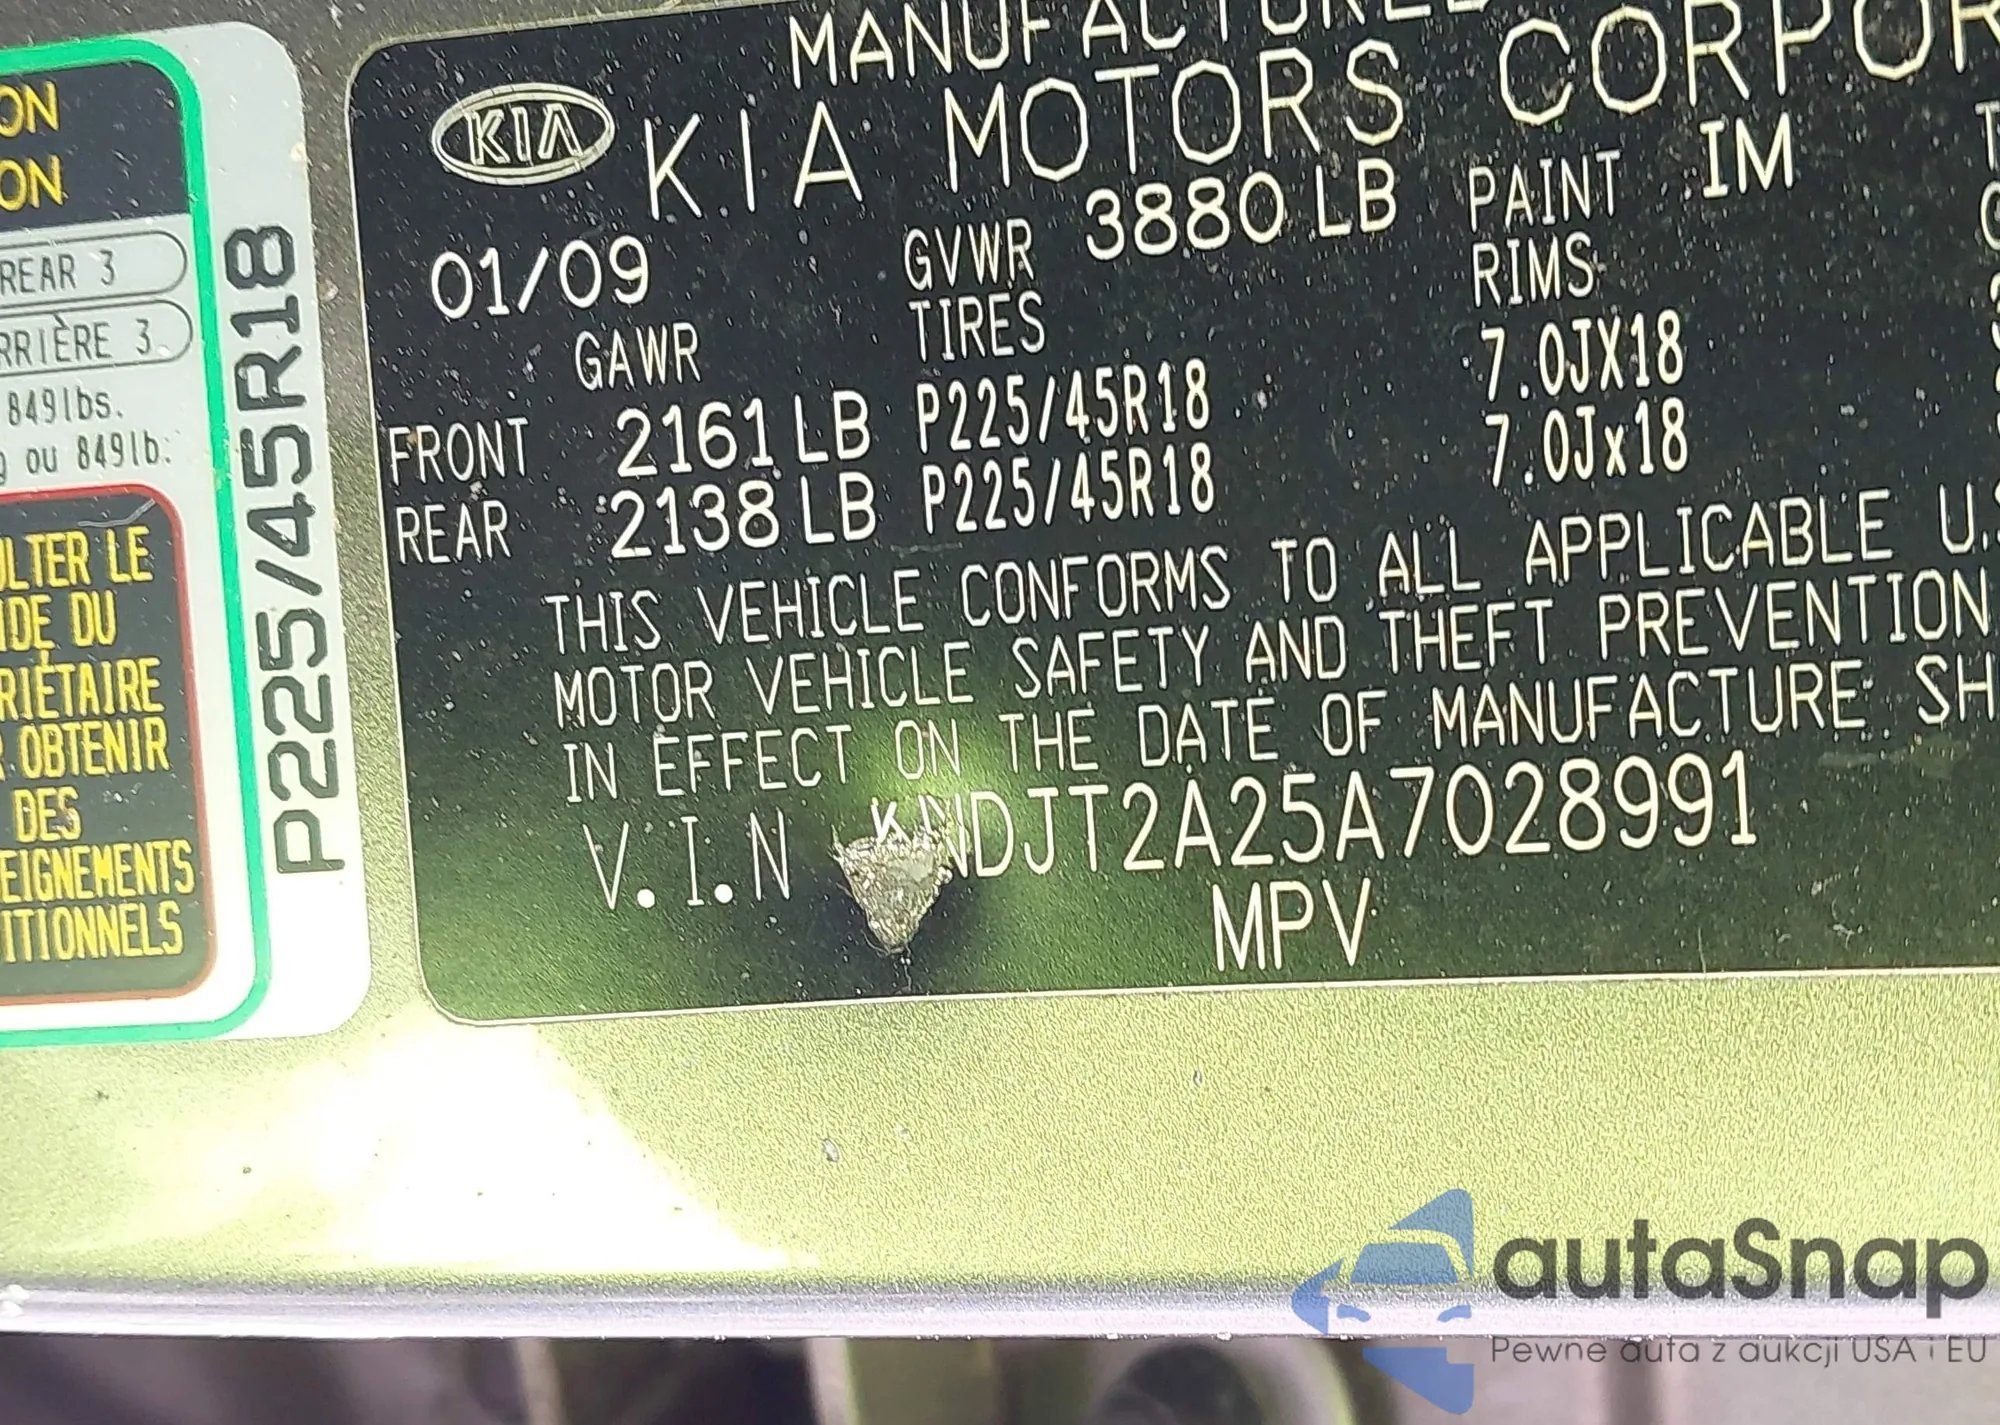 ON
ON
REAR 3
RRIÈRE 3
849lbs.
ou 849lb.
ULTER LE
IDE DU
RIÉTAIRE
R OBTENIR
DES
EIGNEMENTS
ITIONNELS
P225/45R18
MANUFACTURED
KIA
KIA MOTORS CORPOR
01/09 GVWR 3880 LB PAINT IM
GAWR TIRES RIMS
FRONT 2161 LB P225/45R18 7.0JX18
REAR 2138 LB P225/45R18 7.0Jx18
THIS VEHICLE CONFORMS TO ALL APPLICABLE U.S
MOTOR VEHICLE SAFETY AND THEFT PREVENTION
IN EFFECT ON THE DATE OF MANUFACTURE SH
V.I.N KNDJT2A25A7028991
MPV
autaSnap
Pewne auta z aukcji USA i EU